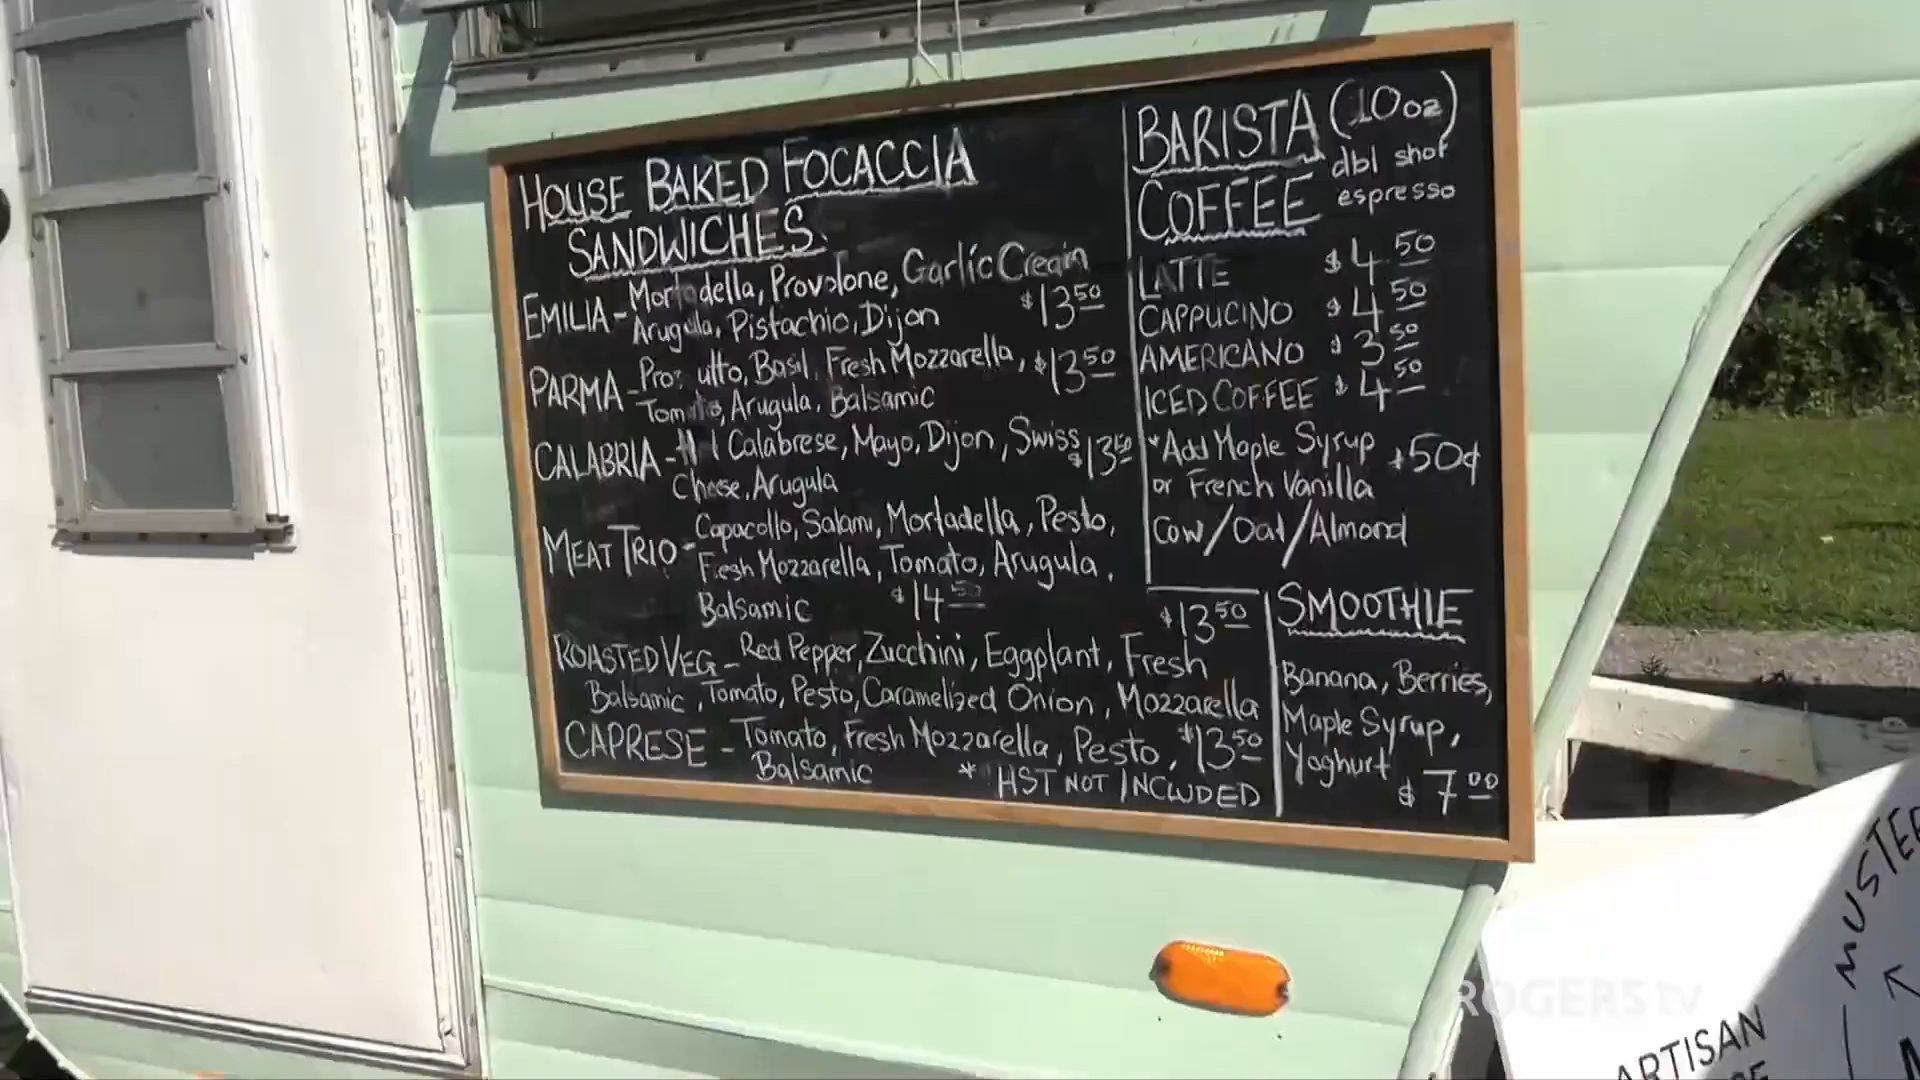 HOUSE BAKED FOCACCIA
SANDWICHES
EMILIA - Mortadella, Provolone, Garlic Cream
Arugula, Pistachio, Dijon $13.50
PARMA - Prosciutto, Basil, Fresh Mozzarella, $13.50
Tomato, Arugula, Balsamic
CALABRIA - Calabrese, Mayo, Dijon, Swiss $13.50
Cheese, Arugula
MEAT TRIO - Capacollo, Salami, Mortadella, Pesto,
Fresh Mozzarella, Tomato, Arugula,
Balsamic $14.50
$13.50
ROASTED VEG - Red Pepper, Zucchini, Eggplant, Fresh
Balsamic, Tomato, Pesto, Caramelized Onion, Mozzarella
CAPRESE - Tomato, Fresh Mozzarella, Pesto, $13.50
Balsamic * HST NOT INCLUDED
BARISTA (10oz)
COFFEE dbl shot
espresso
LATTE $4.50
CAPPUCINO $4.50
AMERICANO $3.50
ICED COFFEE $4.50
*Add Maple Syrup +50¢
or French Vanilla
Cow/Oat/Almond
SMOOTHIE
Banana, Berries,
Maple Syrup,
Yoghurt
$7.00
ROGERS tv
ARTISAN